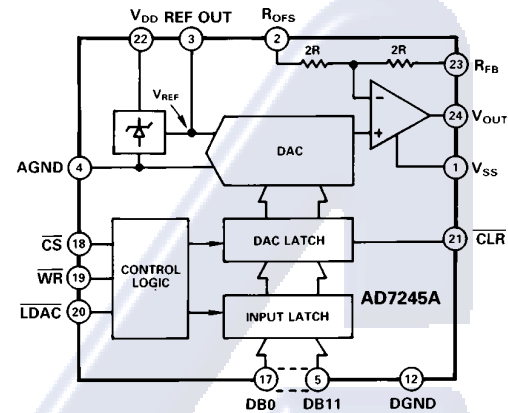 VDD REF OUT ROFS
22 3 2
2R 2R
23 RFB
VREF
24 VOUT
DAC
AGND 4
1 VSS
CS 18
DAC LATCH
21 CLR
WR 19
CONTROL
LOGIC
LDAC 20
AD7245A
INPUT LATCH
17 5 12
DB0 DB11 DGND